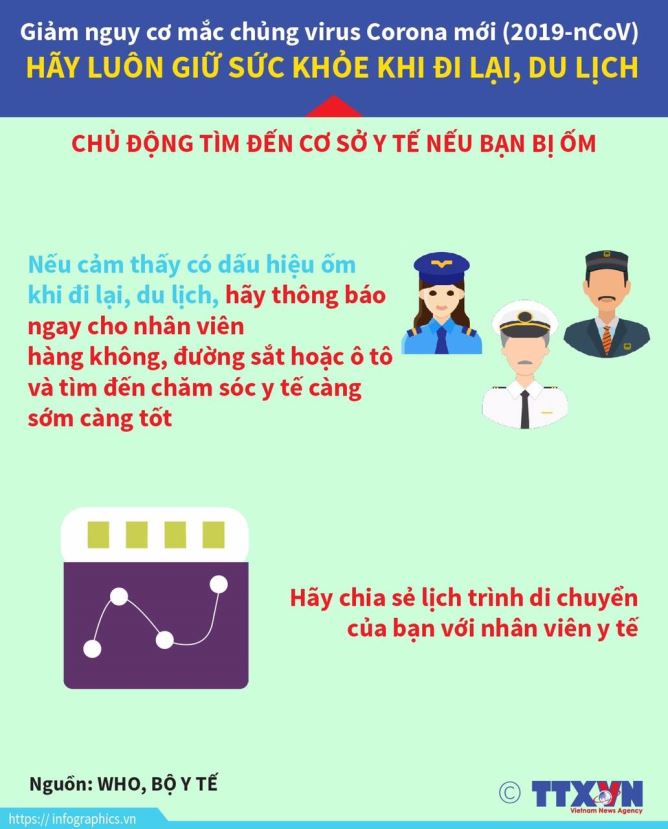 Giảm nguy cơ mắc chủng virus Corona mới (2019-nCoV)
HÃY LUÔN GIỮ SỨC KHỎE KHI ĐI LẠI, DU LỊCH
CHỦ ĐỘNG TÌM ĐẾN CƠ SỞ Y TẾ NẾU BẠN BỊ ỐM
Nếu cảm thấy có dấu hiệu ốm
khi đi lại, du lịch, hãy thông báo
ngay cho nhân viên
hàng không, đường sắt hoặc ô tô
và tìm đến chăm sóc y tế càng
sớm càng tốt
Hãy chia sẻ lịch trình di chuyển
của bạn với nhân viên y tế
Nguồn: WHO, BỘ Y TẾ
© TTXVN
Vietnam News Agency
https://infographics.vn